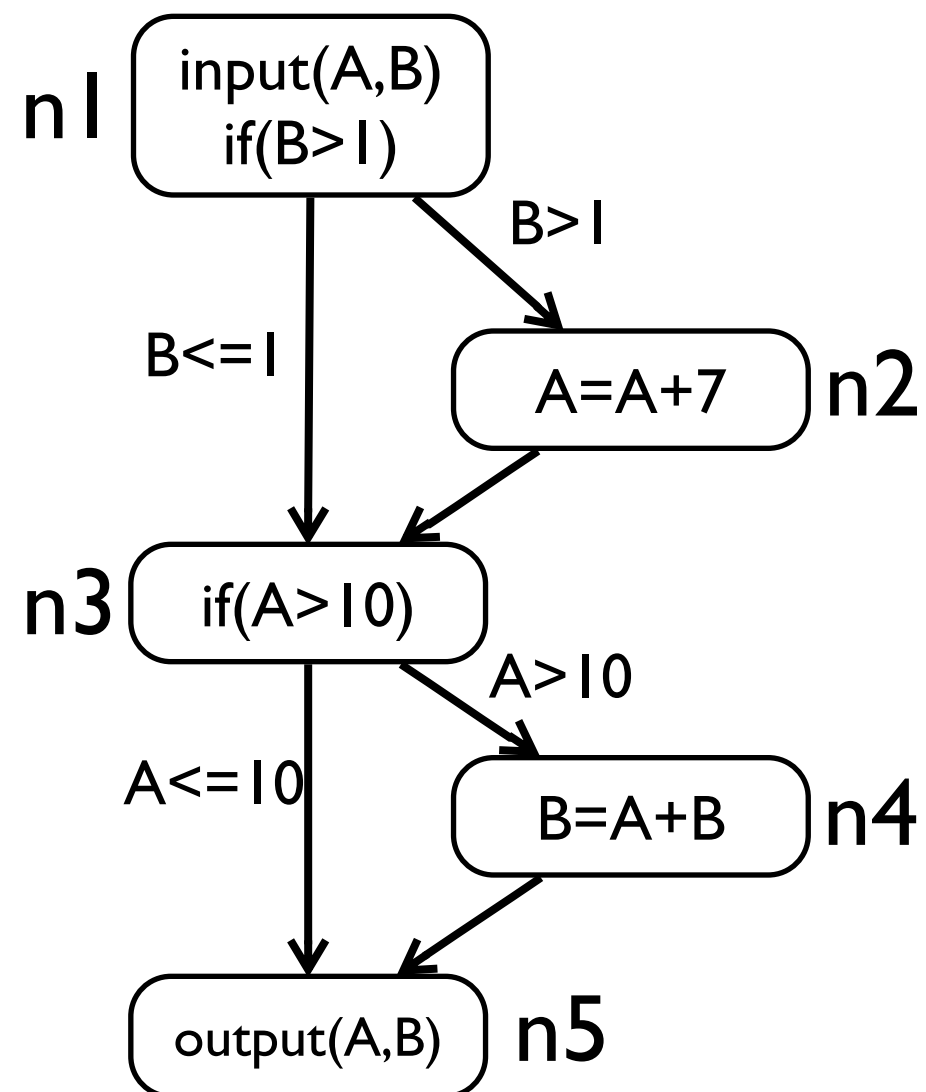 n1
input(A,B)
if(B>1)
B>1
B<=1
A=A+7
n2
n3
if(A>10)
A>10
A<=10
B=A+B
n4
output(A,B)
n5